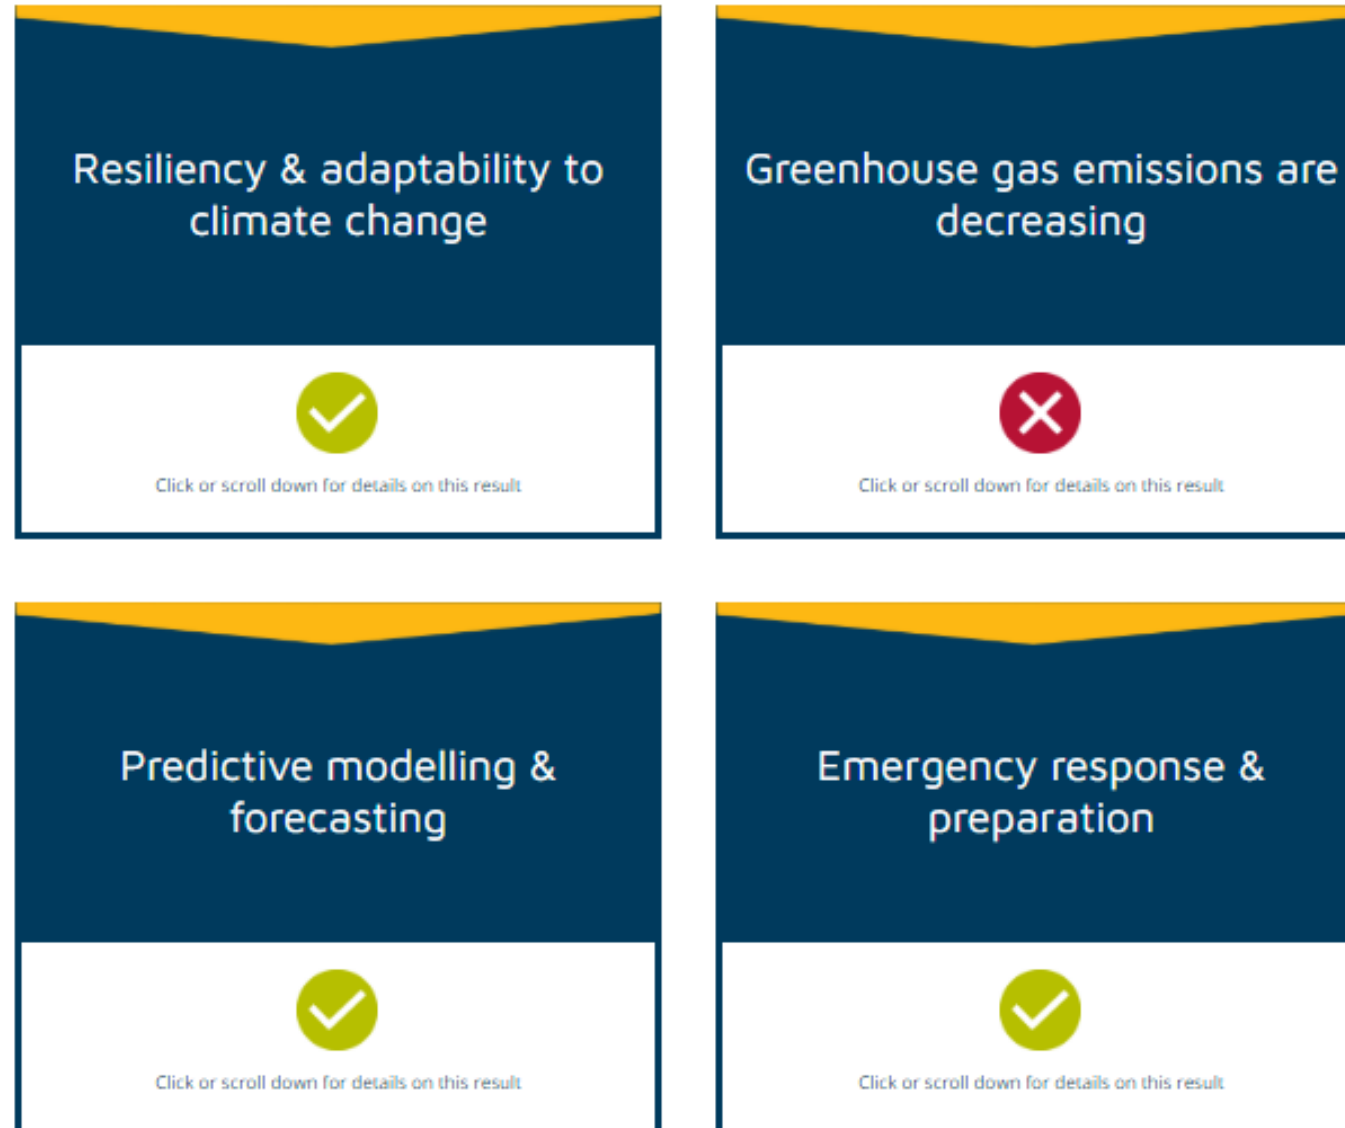 Resiliency & adaptability to
climate change
Click or scroll down for details on this result
Greenhouse gas emissions are
decreasing
Click or scroll down for details on this result
Predictive modelling &
forecasting
Click or scroll down for details on this result
Emergency response &
preparation
Click or scroll down for details on this result